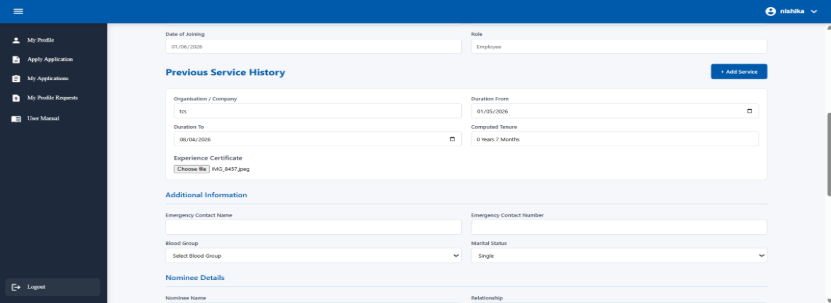 nishika
My Profile
Apply Application
My Applications
My Profile Requests
User Manual
Logout
Date of Joining
Role
01/06/2026
Employee
Previous Service History
+ Add Service
Organisation / Company
Duration From
tcs
01/05/2026
Duration To
Computed Tenure
08/04/2026
0 Years 7 Months
Experience Certificate
Choose file IMG_8457.jpeg
Additional Information
Emergency Contact Name
Emergency Contact Number
Blood Group
Marital Status
Select Blood Group
Single
Nominee Details
Nominee Name
Relationship